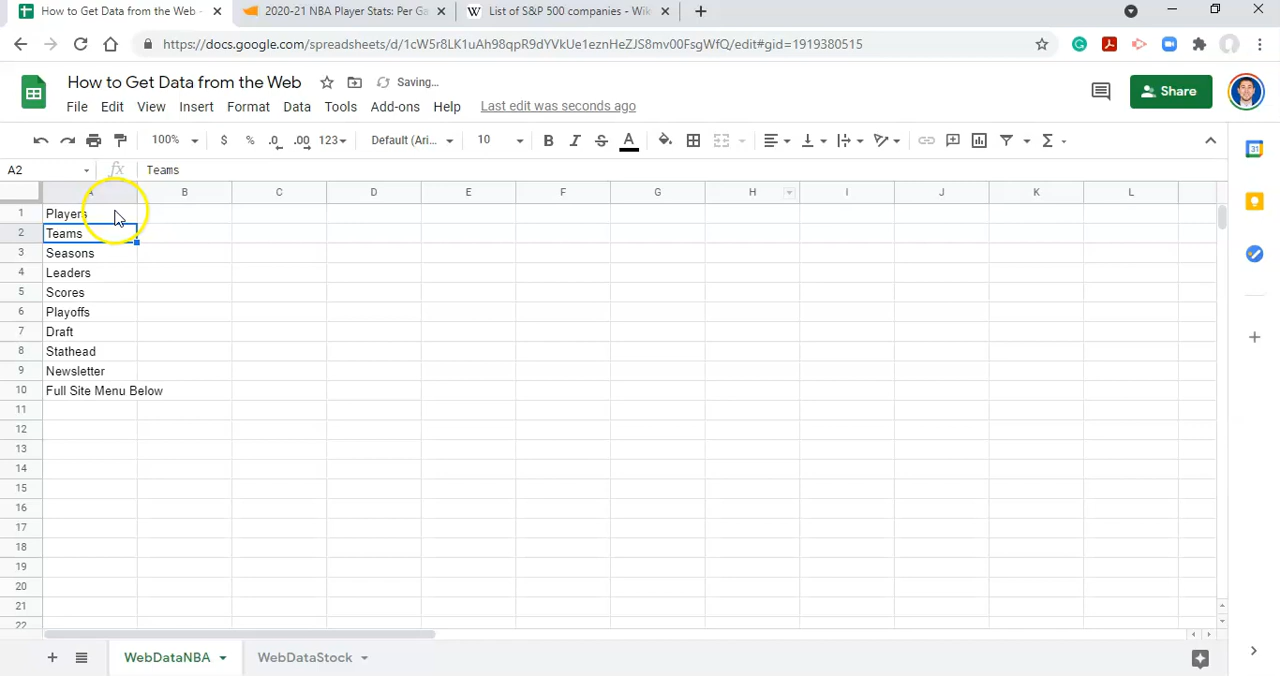 How to Get Data from the Web -
2020-21 NBA Player Stats: Per Ga
List of S&P 500 companies - Wiki
https://docs.google.com/spreadsheets/d/1cW5r8LK1uAh98qpR9dYVkUe1eznHeZJS8mv00FgWfQ/edit#gid=1919380515
How to Get Data from the Web
Saving...
File Edit View Insert Format Data Tools Add-ons Help Last edit was seconds ago
Share
100% $ % .0 .00 123 Default (Ari... 10 B I S A
A2 fx Teams
A B C D E F G H I J K L
1 Players
2 Teams
3 Seasons
4 Leaders
5 Scores
6 Playoffs
7 Draft
8 Stathead
9 Newsletter
10 Full Site Menu Below
11
12
13
14
15
16
17
18
19
20
21
22
WebDataNBA WebDataStock
31